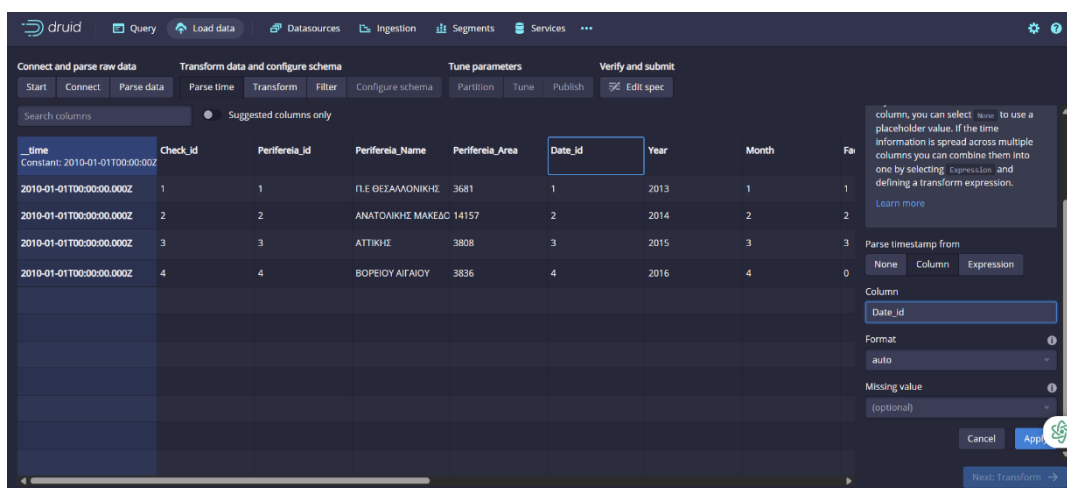 druid Query Load data Datasources Ingestion Segments Services
Connect and parse raw data Transform data and configure schema Tune parameters Verify and submit
Start Connect Parse data Parse time Transform Filter Configure schema Partition Tune Publish Edit spec
Search columns Suggested columns only
__time Check_id Perifereia_id Perifereia_Name Perifereia_Area Date_id Year Month
Constant: 2010-01-01T00:00:00Z
2010-01-01T00:00:00.000Z 1 1 Π.Ε ΘΕΣΑΛΟΝΙΚΗΣ 3681 1 2013 1 1
2010-01-01T00:00:00.000Z 2 2 ΑΝΑΤΟΛΙΚΗΣ ΜΑΚΕΔΟ 14157 2 2014 2 2
2010-01-01T00:00:00.000Z 3 3 ΑΤΤΙΚΗΣ 3808 3 2015 3 3
2010-01-01T00:00:00.000Z 4 4 ΒΟΡΕΙΟΥ ΑΙΓΑΙΟΥ 3836 4 2016 4 0
column, you can select None to use a
placeholder value. If the time
information is spread across multiple
columns you can combine them into
one by selecting Expression and
defining a transform expression.
Learn more
Parse timestamp from
None Column Expression
Column
Date_id
Format
auto
Missing value
(optional)
Cancel Apply
Next: Transform